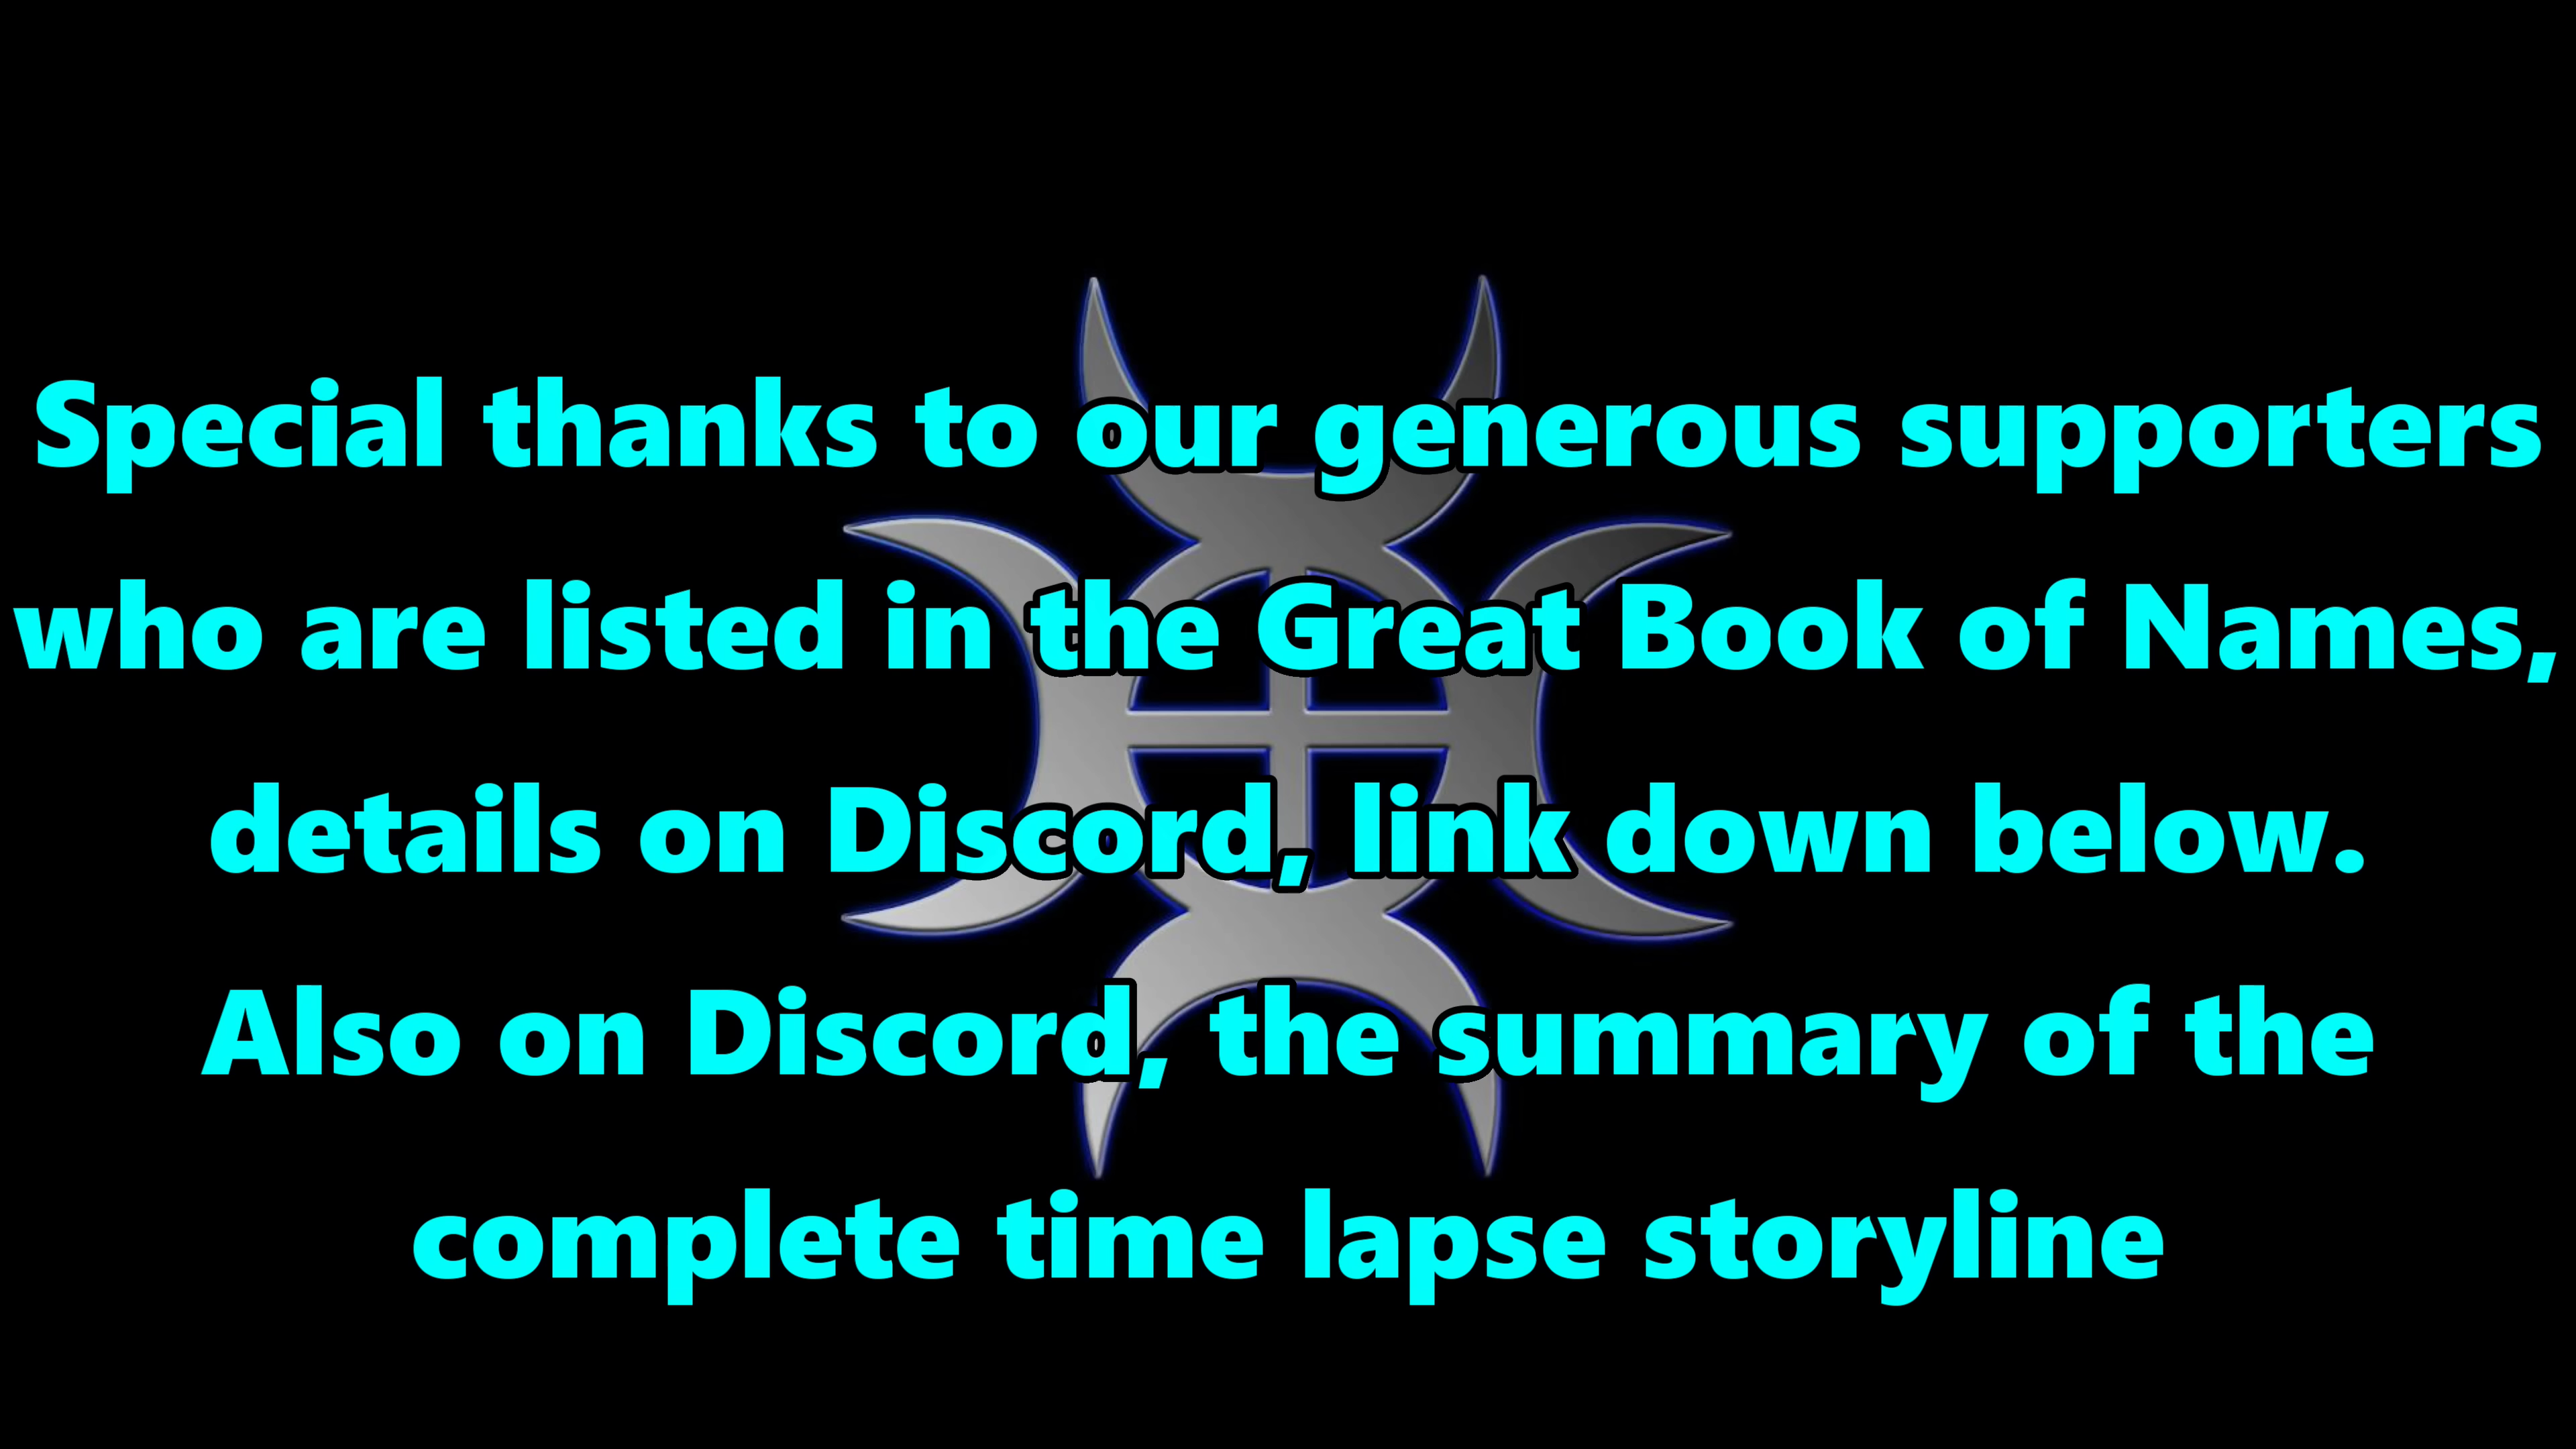 Special thanks to our generous supporters
who are listed in the Great Book of Names,
details on Discord, link down below.
Also on Discord, the summary of the
complete time lapse storyline